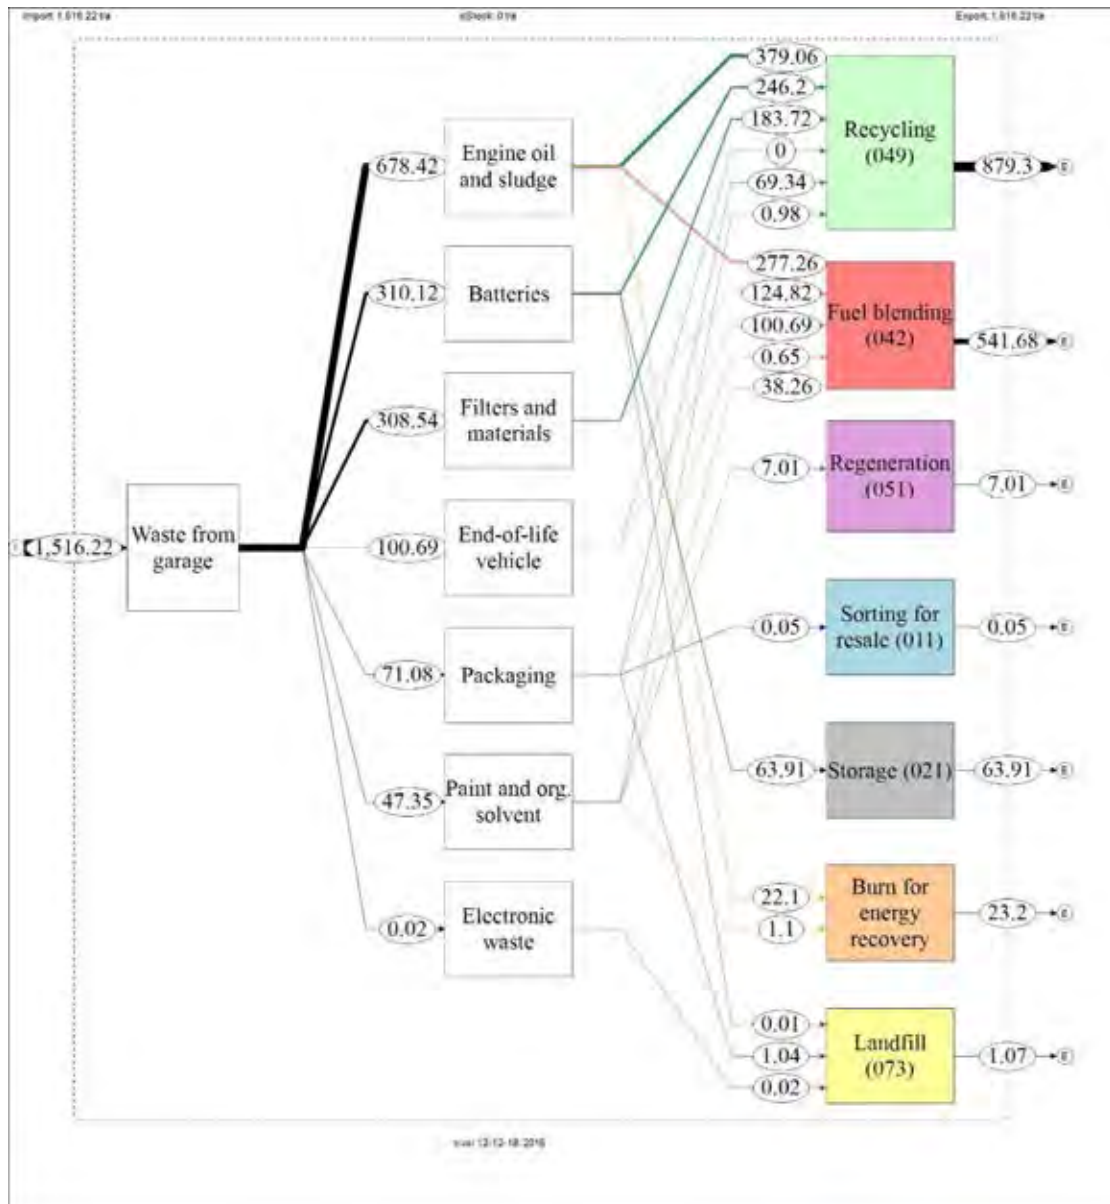 Import: 1,516.22 t/a
dStock: 0 t/a
Export: 1,516.22 t/a
379.06
246.2
183.72
0
69.34
0.98
Recycling
(049)
879.3
E
678.42
Engine oil
and sludge
277.26
124.82
100.69
0.65
38.26
Fuel blending
(042)
541.68
E
310.12
Batteries
308.54
Filters and
materials
7.01
Regeneration
(051)
7.01
E
1,516.22
Waste from
garage
100.69
End-of-life
vehicle
0.05
Sorting for
resale (011)
0.05
E
71.08
Packaging
63.91
Storage (021)
63.91
E
47.35
Paint and org.
solvent
22.1
1.1
Burn for
energy
recovery
23.2
E
0.02
Electronic
waste
0.01
1.04
0.02
Landfill
(073)
1.07
E